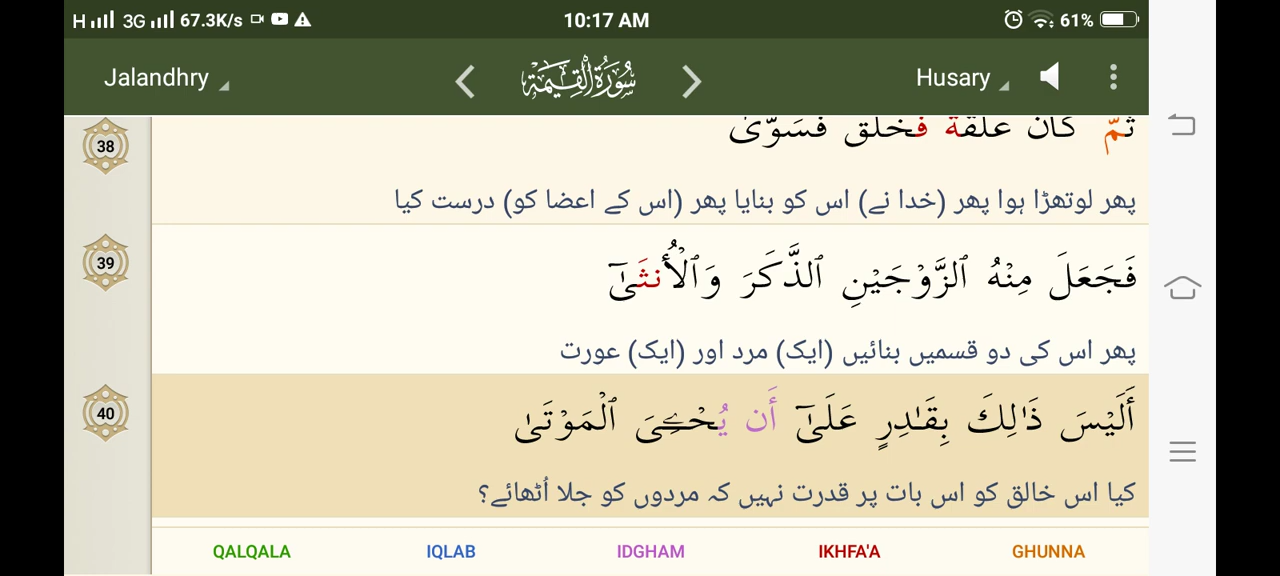 H 3G 67.3K/s 10:17 AM 61%
Jalandhry سُورَةُ القِيٰمَة Husary
38
ثُمَّ كَانَ عَلَقَةً فَخَلَقَ فَسَوَّىٰ
پھر لوتھڑا ہوا پھر (خدا نے) اس کو بنایا پھر (اس کے اعضا کو) درست کیا
39
فَجَعَلَ مِنْهُ ٱلزَّوْجَيْنِ ٱلذَّكَرَ وَٱلْأُنثَىٰٓ
پھر اس کی دو قسمیں بنائیں (ایک) مرد اور (ایک) عورت
40
أَلَيْسَ ذَٰلِكَ بِقَـٰدِرٍ عَلَىٰٓ أَن يُحْـِۧىَ ٱلْمَوْتَىٰ
کیا اس خالق کو اس بات پر قدرت نہیں کہ مردوں کو جلا اُٹھائے؟
QALQALA IQLAB IDGHAM IKHFA'A GHUNNA